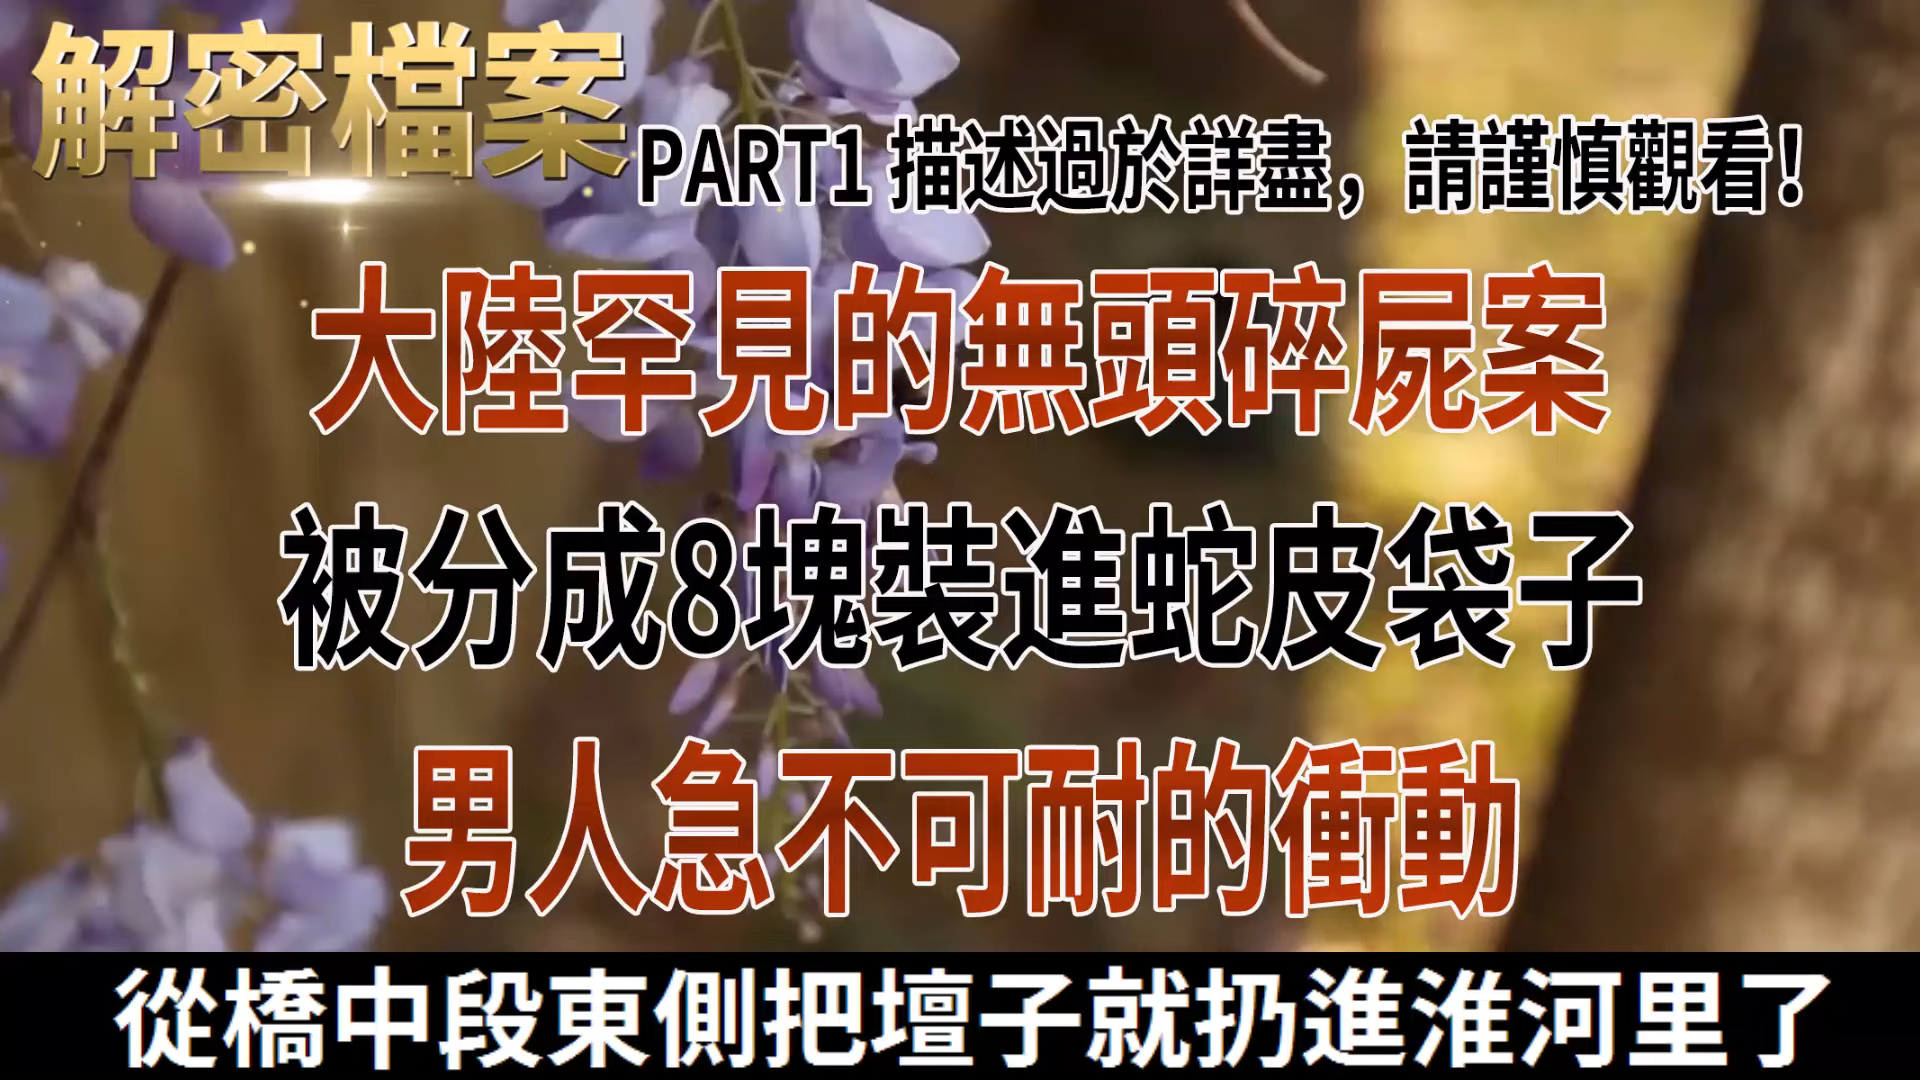 解密檔案
PART1 描述過於詳盡，請謹慎觀看！
大陸罕見的無頭碎屍案
被分成8塊裝進蛇皮袋子
男人急不可耐的衝動
從橋中段東側把壇子就扔進淮河里了